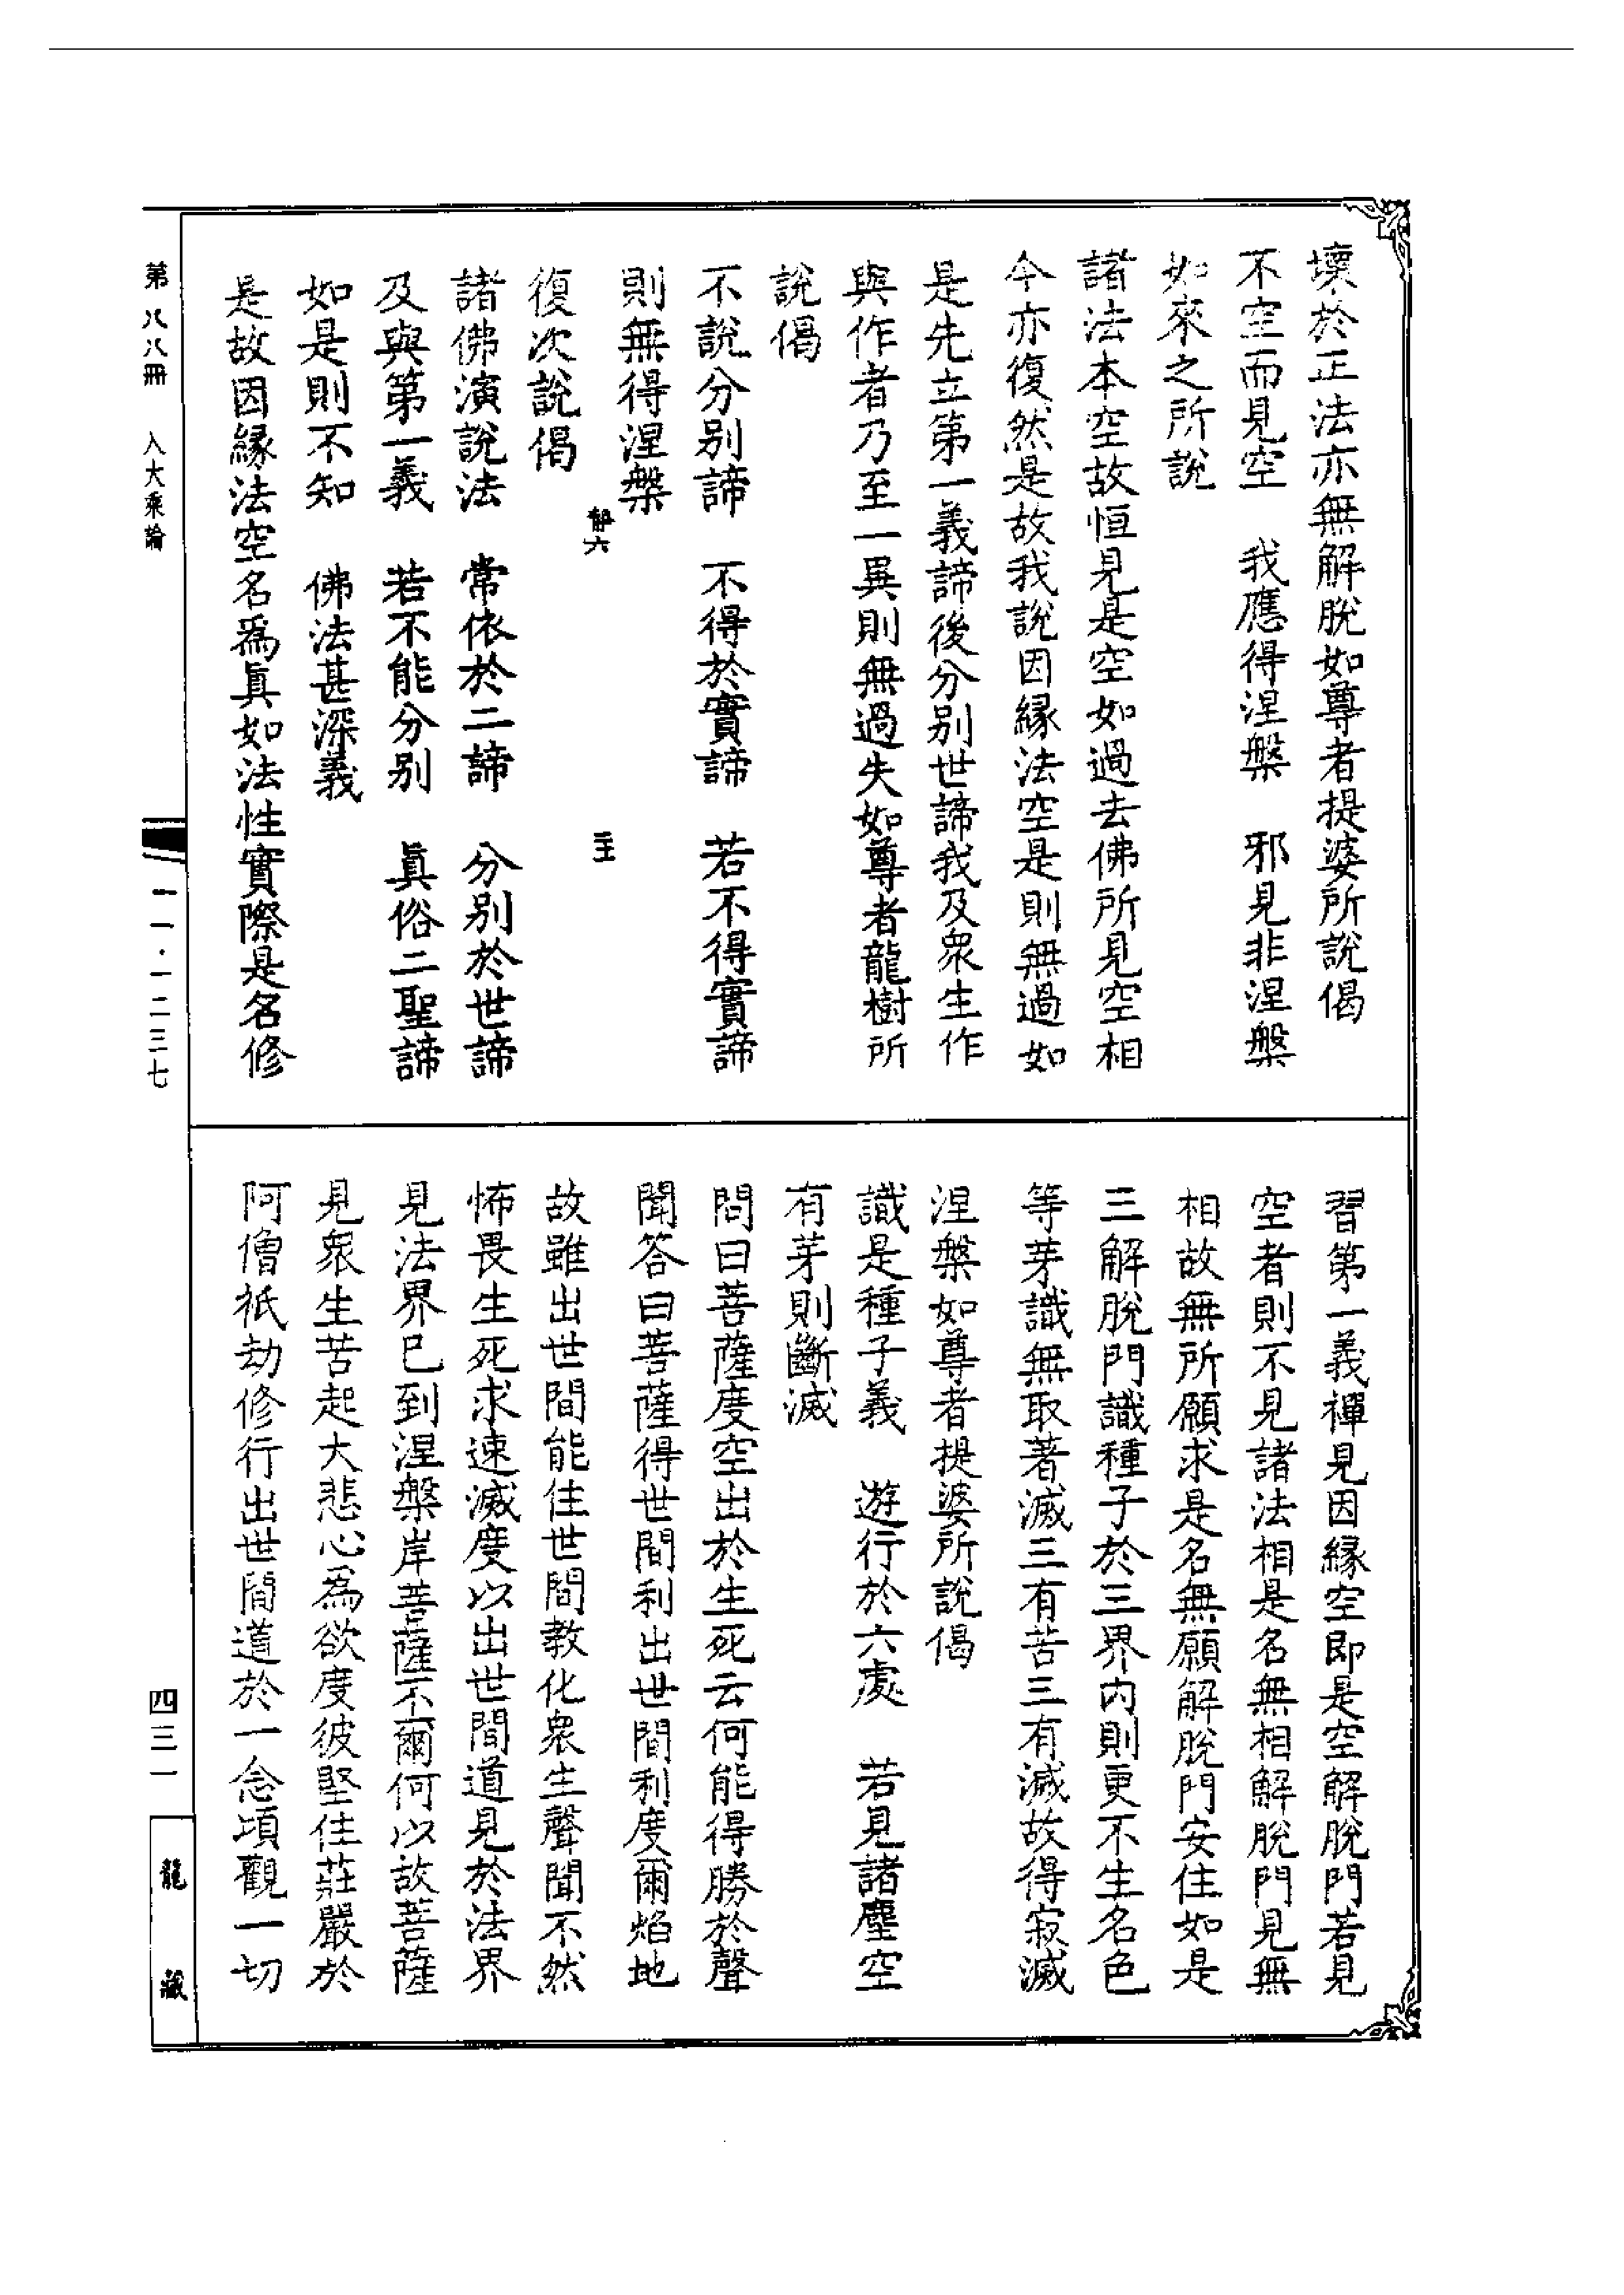 壞於正法亦無解脫如尊者提婆所說偈
不空而見空　我應得涅槃　邪見非涅槃
如來之所說
諸法本空故恒見是空如過去佛所見空相
今亦復然是故我說因緣法空是則無過如
是先立第一義諦後分別世諦我及衆生作
與作者乃至一異則無過失如尊者龍樹所
說偈
不說分別諦　不得於實諦　若不得實諦
則無得涅槃
靜六
復次說偈
諸佛演說法　常依於二諦　分別於世諦
及與第一義　若不能分別　眞俗二聖諦
如是則不知　佛法甚深義
是故因緣法空名爲眞如法性實際是名修
習第一義禪見因緣空即是空解脫門若見
空者則不見諸法相是名無相解脫門見無
相故無所願求是名無願解脫門安住如是
三解脫門識種子於三界內則更不生名色
等芽識無取著滅三有苦三有滅故得寂滅
涅槃如尊者提婆所說偈
識是種子義　遊行於六處　若見諸塵空
有芽則斷滅
問曰菩薩度空出於生死云何能得勝於聲
聞答曰菩薩得世間利出世間利度爾焰地
故雖出世間能住世間教化衆生聲聞不然
怖畏生死求速滅度以出世間道見於法界
見法界已到涅槃岸菩薩不爾何以故菩薩
見衆生苦起大悲心爲欲度彼堅住莊嚴於
阿僧祇劫修行出世間道於一念頃觀一切
第八八冊　入大乘論
一一·一二三七
四三一
龍藏